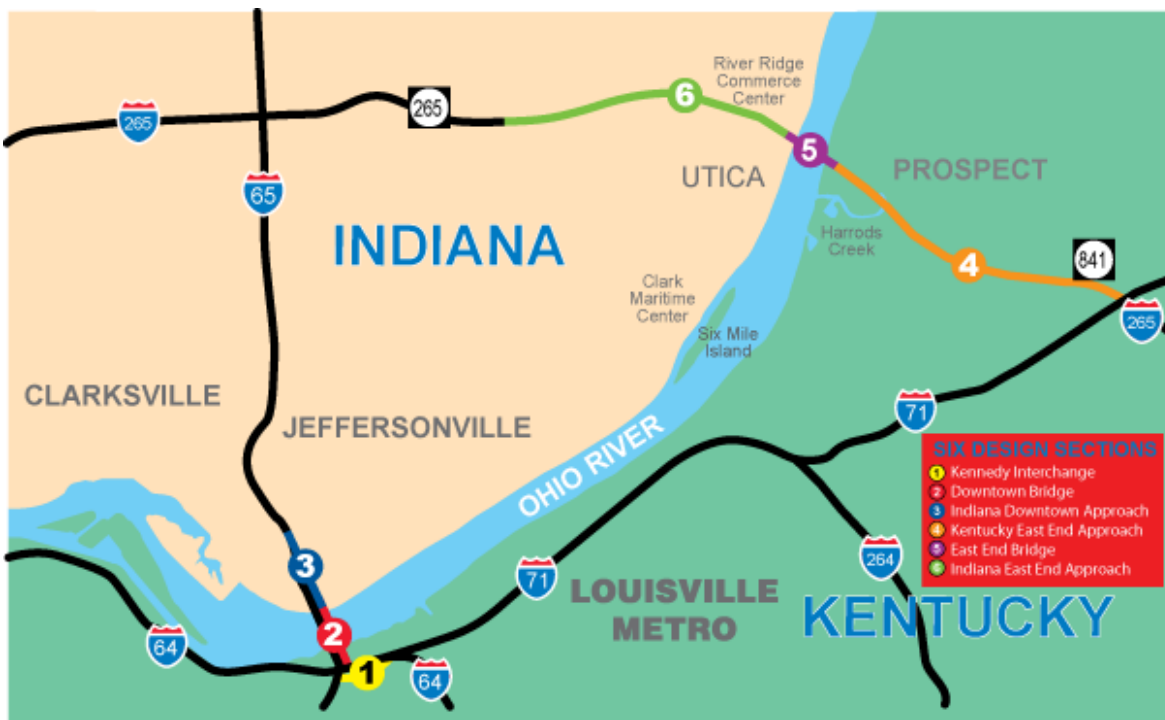 River Ridge
Commerce
Center
6
265
265
5
UTICA
PROSPECT
65
INDIANA
Harrods
Creek
4
841
265
Clark
Maritime
Center
Six Mile
Island
CLARKSVILLE
JEFFERSONVILLE
71
OHIO RIVER
SIX DESIGN SECTIONS
1 Kennedy Interchange
2 Downtown Bridge
3 Indiana Downtown Approach
4 Kentucky East End Approach
5 East End Bridge
6 Indiana East End Approach
3
71
264
LOUISVILLE
METRO
KENTUCKY
2
64
1
64